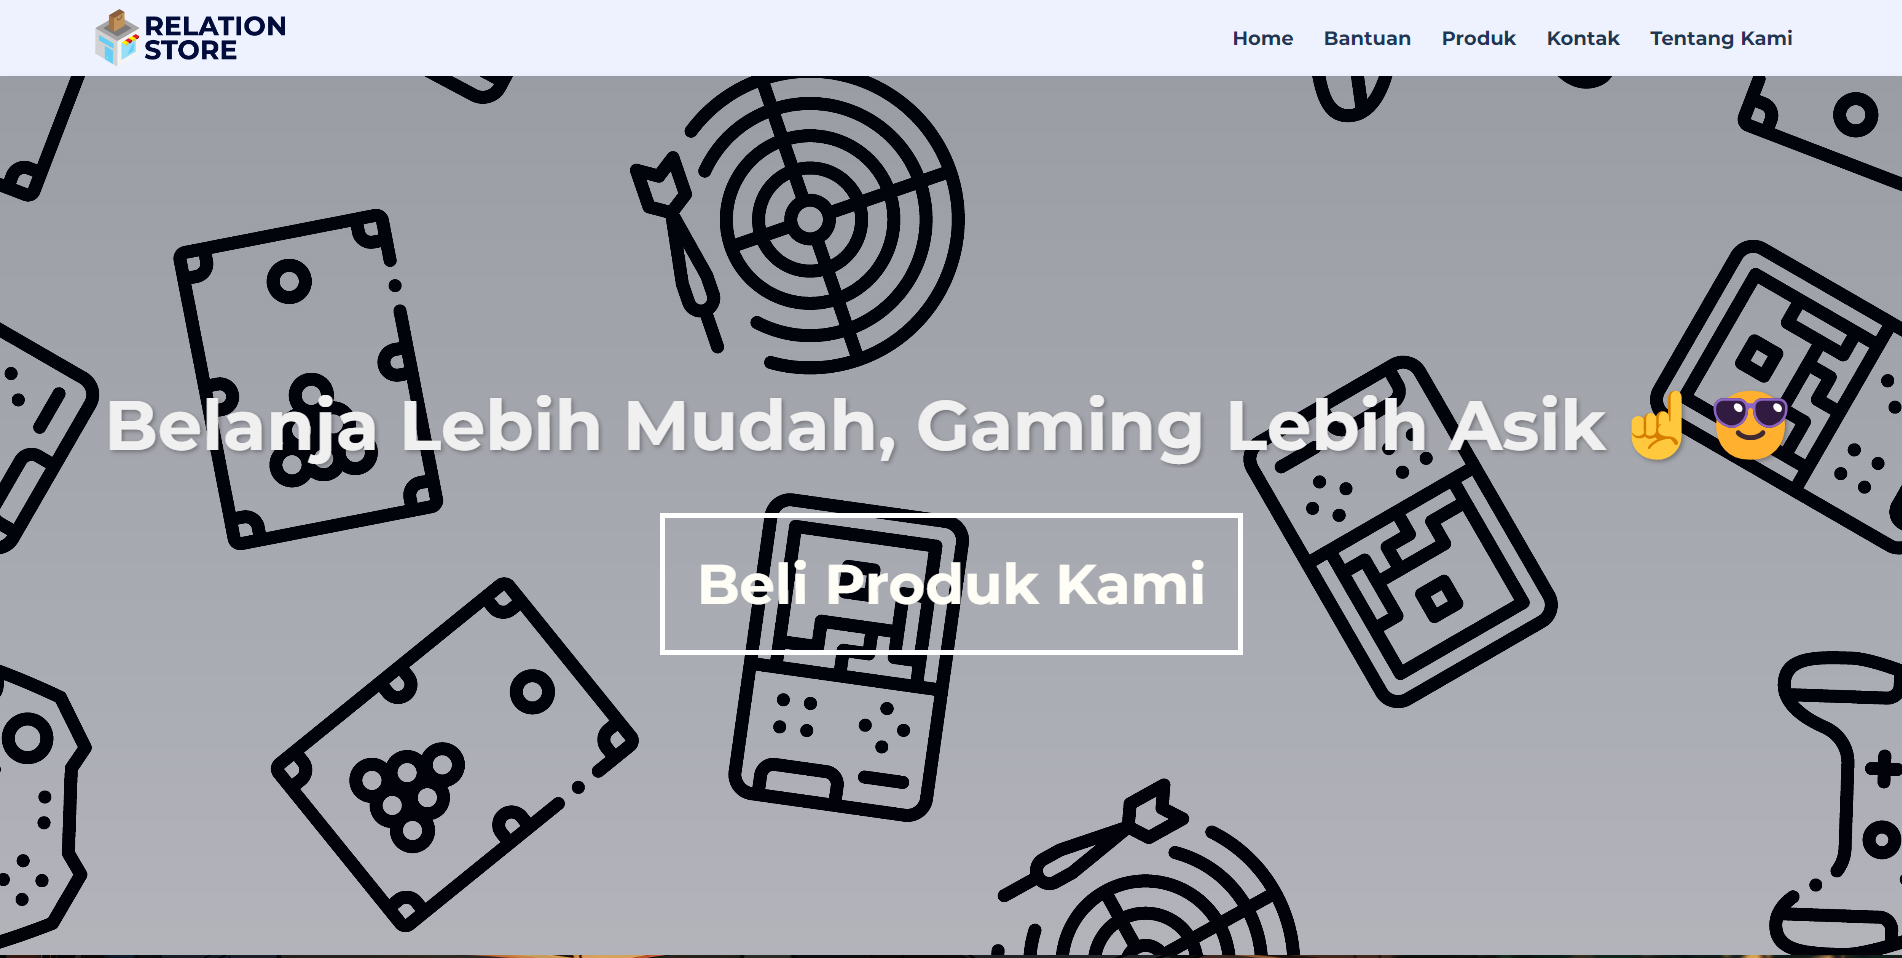 RELATION
STORE
Home Bantuan Produk Kontak Tentang Kami
Belanja Lebih Mudah, Gaming Lebih Asik ☝️ 😎
Beli Produk Kami